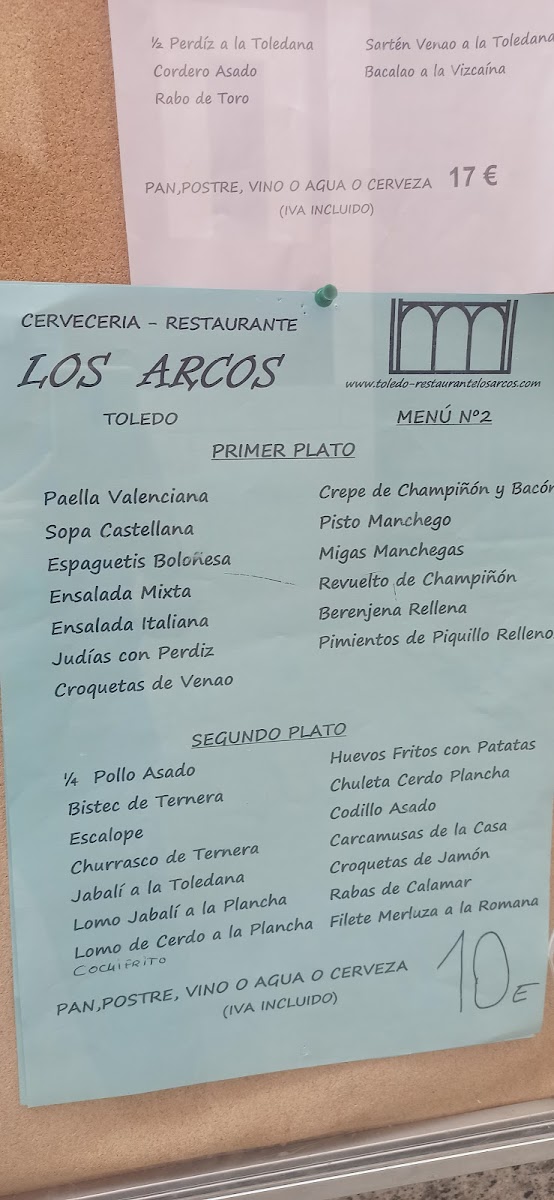 ½ Perdíz a la Toledana
Cordero Asado
Rabo de Toro
Sartén Venao a la Toledana
Bacalao a la Vizcaína
PAN,POSTRE, VINO O AGUA O CERVEZA 17 €
(IVA INCLUIDO)
CERVECERIA - RESTAURANTE
LOS ARCOS
TOLEDO
www.toledo-restaurantelosarcos.com
MENÚ Nº2
PRIMER PLATO
Paella Valenciana
Sopa Castellana
Espaguetis Boloñesa
Ensalada Mixta
Ensalada Italiana
Judías con Perdiz
Croquetas de Venao
Crepe de Champiñón y Bacón
Pisto Manchego
Migas Manchegas
Revuelto de Champiñón
Berenjena Rellena
Pimientos de Piquillo Relleno
SEGUNDO PLATO
¼ Pollo Asado
Bistec de Ternera
Escalope
Churrasco de Ternera
Jabalí a la Toledana
Lomo Jabalí a la Plancha
Lomo de Cerdo a la Plancha
COCHIFRITO
Huevos Fritos con Patatas
Chuleta Cerdo Plancha
Codillo Asado
Carcamusas de la Casa
Croquetas de Jamón
Rabas de Calamar
Filete Merluza a la Romana
PAN,POSTRE, VINO O AGUA O CERVEZA 10 E
(IVA INCLUIDO)